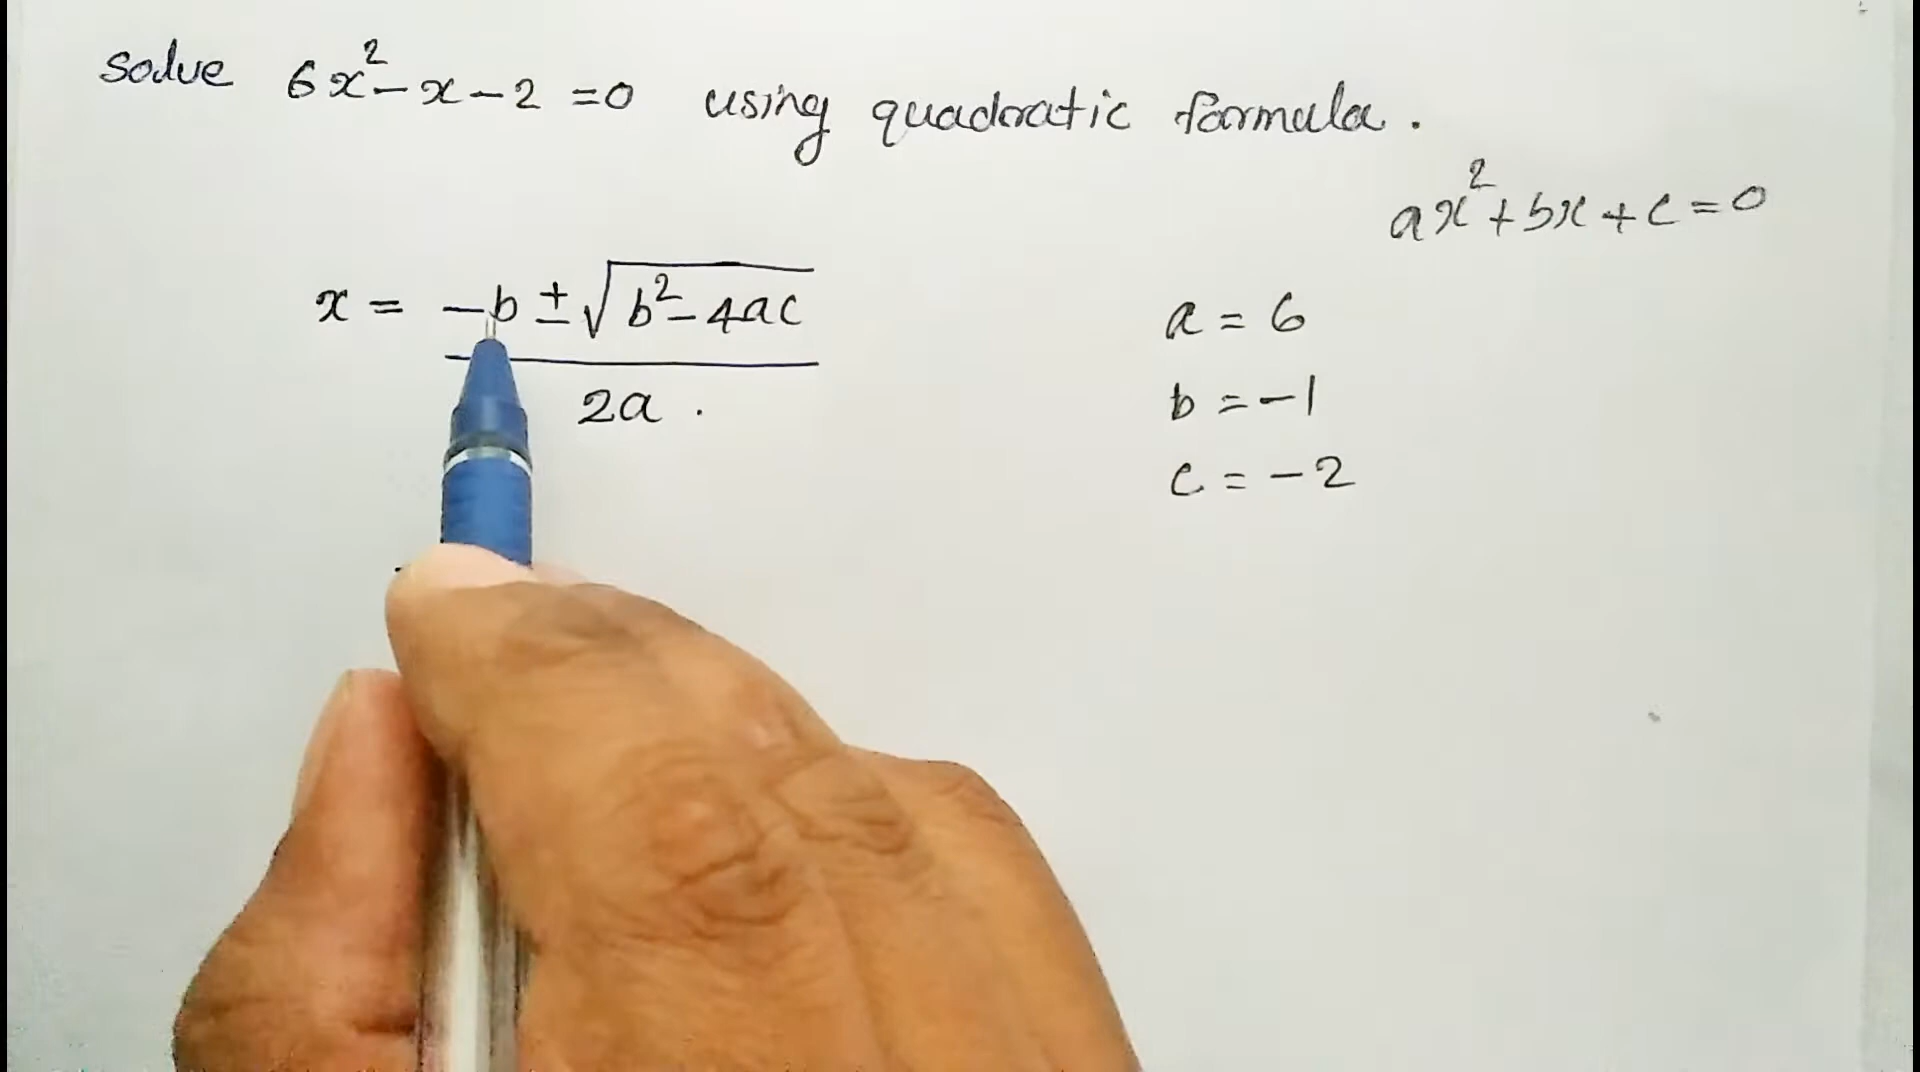 solve 6x²-x-2=0 using quadratic formula.
ax²+bx+c=0
x = -b ± √b²-4ac
2a .
a = 6
b = -1
c = -2